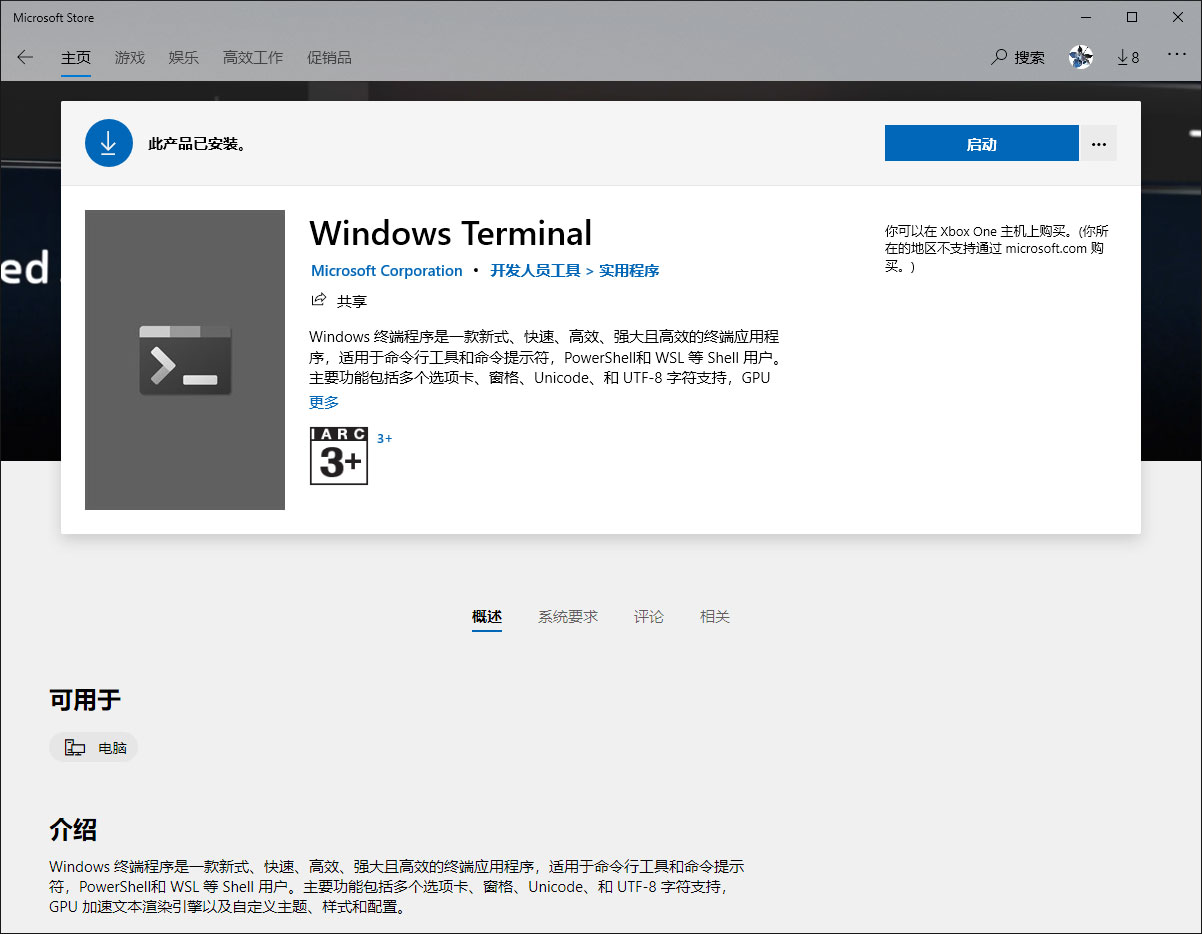 Microsoft Store
主页 游戏 娱乐 高效工作 促销品 搜索 8
此产品已安装。 启动
ed
Windows Terminal
Microsoft Corporation • 开发人员工具 > 实用程序
共享
你可以在 Xbox One 主机上购买。(你所
在的地区不支持通过 microsoft.com 购
买。)
Windows 终端程序是一款新式、快速、高效、强大且高效的终端应用程
序，适用于命令行工具和命令提示符，PowerShell和 WSL 等 Shell 用户。
主要功能包括多个选项卡、窗格、Unicode、和 UTF-8 字符支持，GPU
更多
IARC
3+
3+
概述 系统要求 评论 相关
可用于
电脑
介绍
Windows 终端程序是一款新式、快速、高效、强大且高效的终端应用程序，适用于命令行工具和命令提示
符，PowerShell和 WSL 等 Shell 用户。主要功能包括多个选项卡、窗格、Unicode、和 UTF-8 字符支持，
GPU 加速文本渲染引擎以及自定义主题、样式和配置。